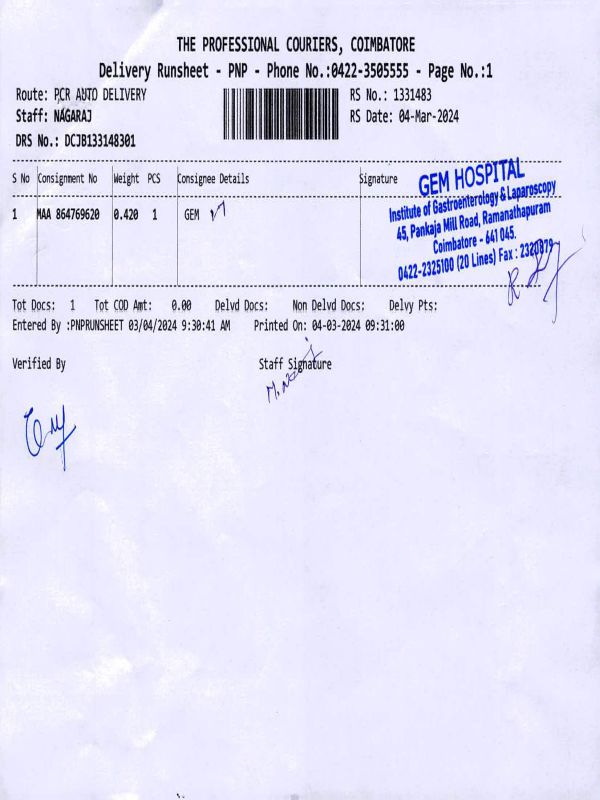 THE PROFESSIONAL COURIERS, COIMBATORE
Delivery Runsheet - PNP - Phone No.:0422-3505555 - Page No.:1
Route: PCR AUTO DELIVERY
RS No.: 1331483
Staff: NAGARAJ
RS Date: 04-Mar-2024
DRS No.: DCJB133148301
S No Consignment No Weight PCS Consignee Details Signature
1 MAA 864769620 0.420 1 GEM
GEM HOSPITAL
Institute of Gastroenterology & Laparoscopy
45, Pankaja Mill Road, Ramanathapuram
Coimbatore - 641 045.
0422-2325100 (20 Lines) Fax : 2320879
Tot Docs: 1 Tot COD Amt: 0.00 Delvd Docs: Non Delvd Docs: Delvy Pts:
Entered By :PNPRUNSHEET 03/04/2024 9:30:41 AM Printed On: 04-03-2024 09:31:00
Verified By Staff Signature